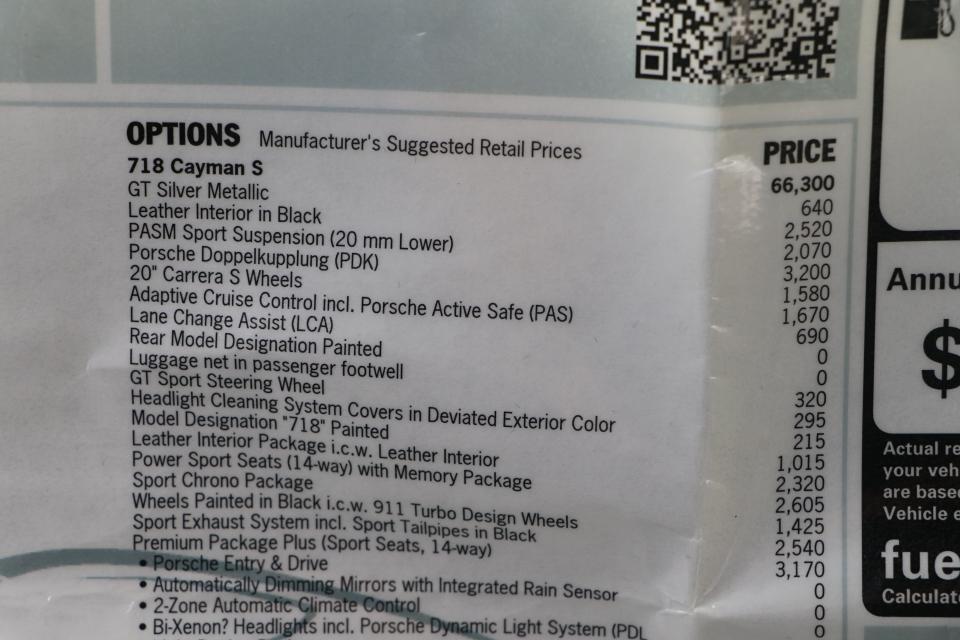 OPTIONS Manufacturer's Suggested Retail Prices PRICE
718 Cayman S 66,300
GT Silver Metallic 640
Leather Interior in Black 2,520
PASM Sport Suspension (20 mm Lower) 2,070
Porsche Doppelkupplung (PDK) 3,200
20" Carrera S Wheels 1,580
Adaptive Cruise Control incl. Porsche Active Safe (PAS) 1,670
Lane Change Assist (LCA) 690
Rear Model Designation Painted 0
Luggage net in passenger footwell 0
GT Sport Steering Wheel 320
Headlight Cleaning System Covers in Deviated Exterior Color 295
Model Designation "718" Painted 215
Leather Interior Package i.c.w. Leather Interior 1,015
Power Sport Seats (14-way) with Memory Package 2,320
Sport Chrono Package 2,605
Wheels Painted in Black i.c.w. 911 Turbo Design Wheels 1,425
Sport Exhaust System incl. Sport Tailpipes in Black 2,540
Premium Package Plus (Sport Seats, 14-way) 3,170
• Porsche Entry & Drive 0
• Automatically Dimming Mirrors with Integrated Rain Sensor 0
• 2-Zone Automatic Climate Control 0
• Bi-Xenon? Headlights incl. Porsche Dynamic Light System (PDL
Annu
$
Actual re
your veh
are base
Vehicle e
fue
Calculate